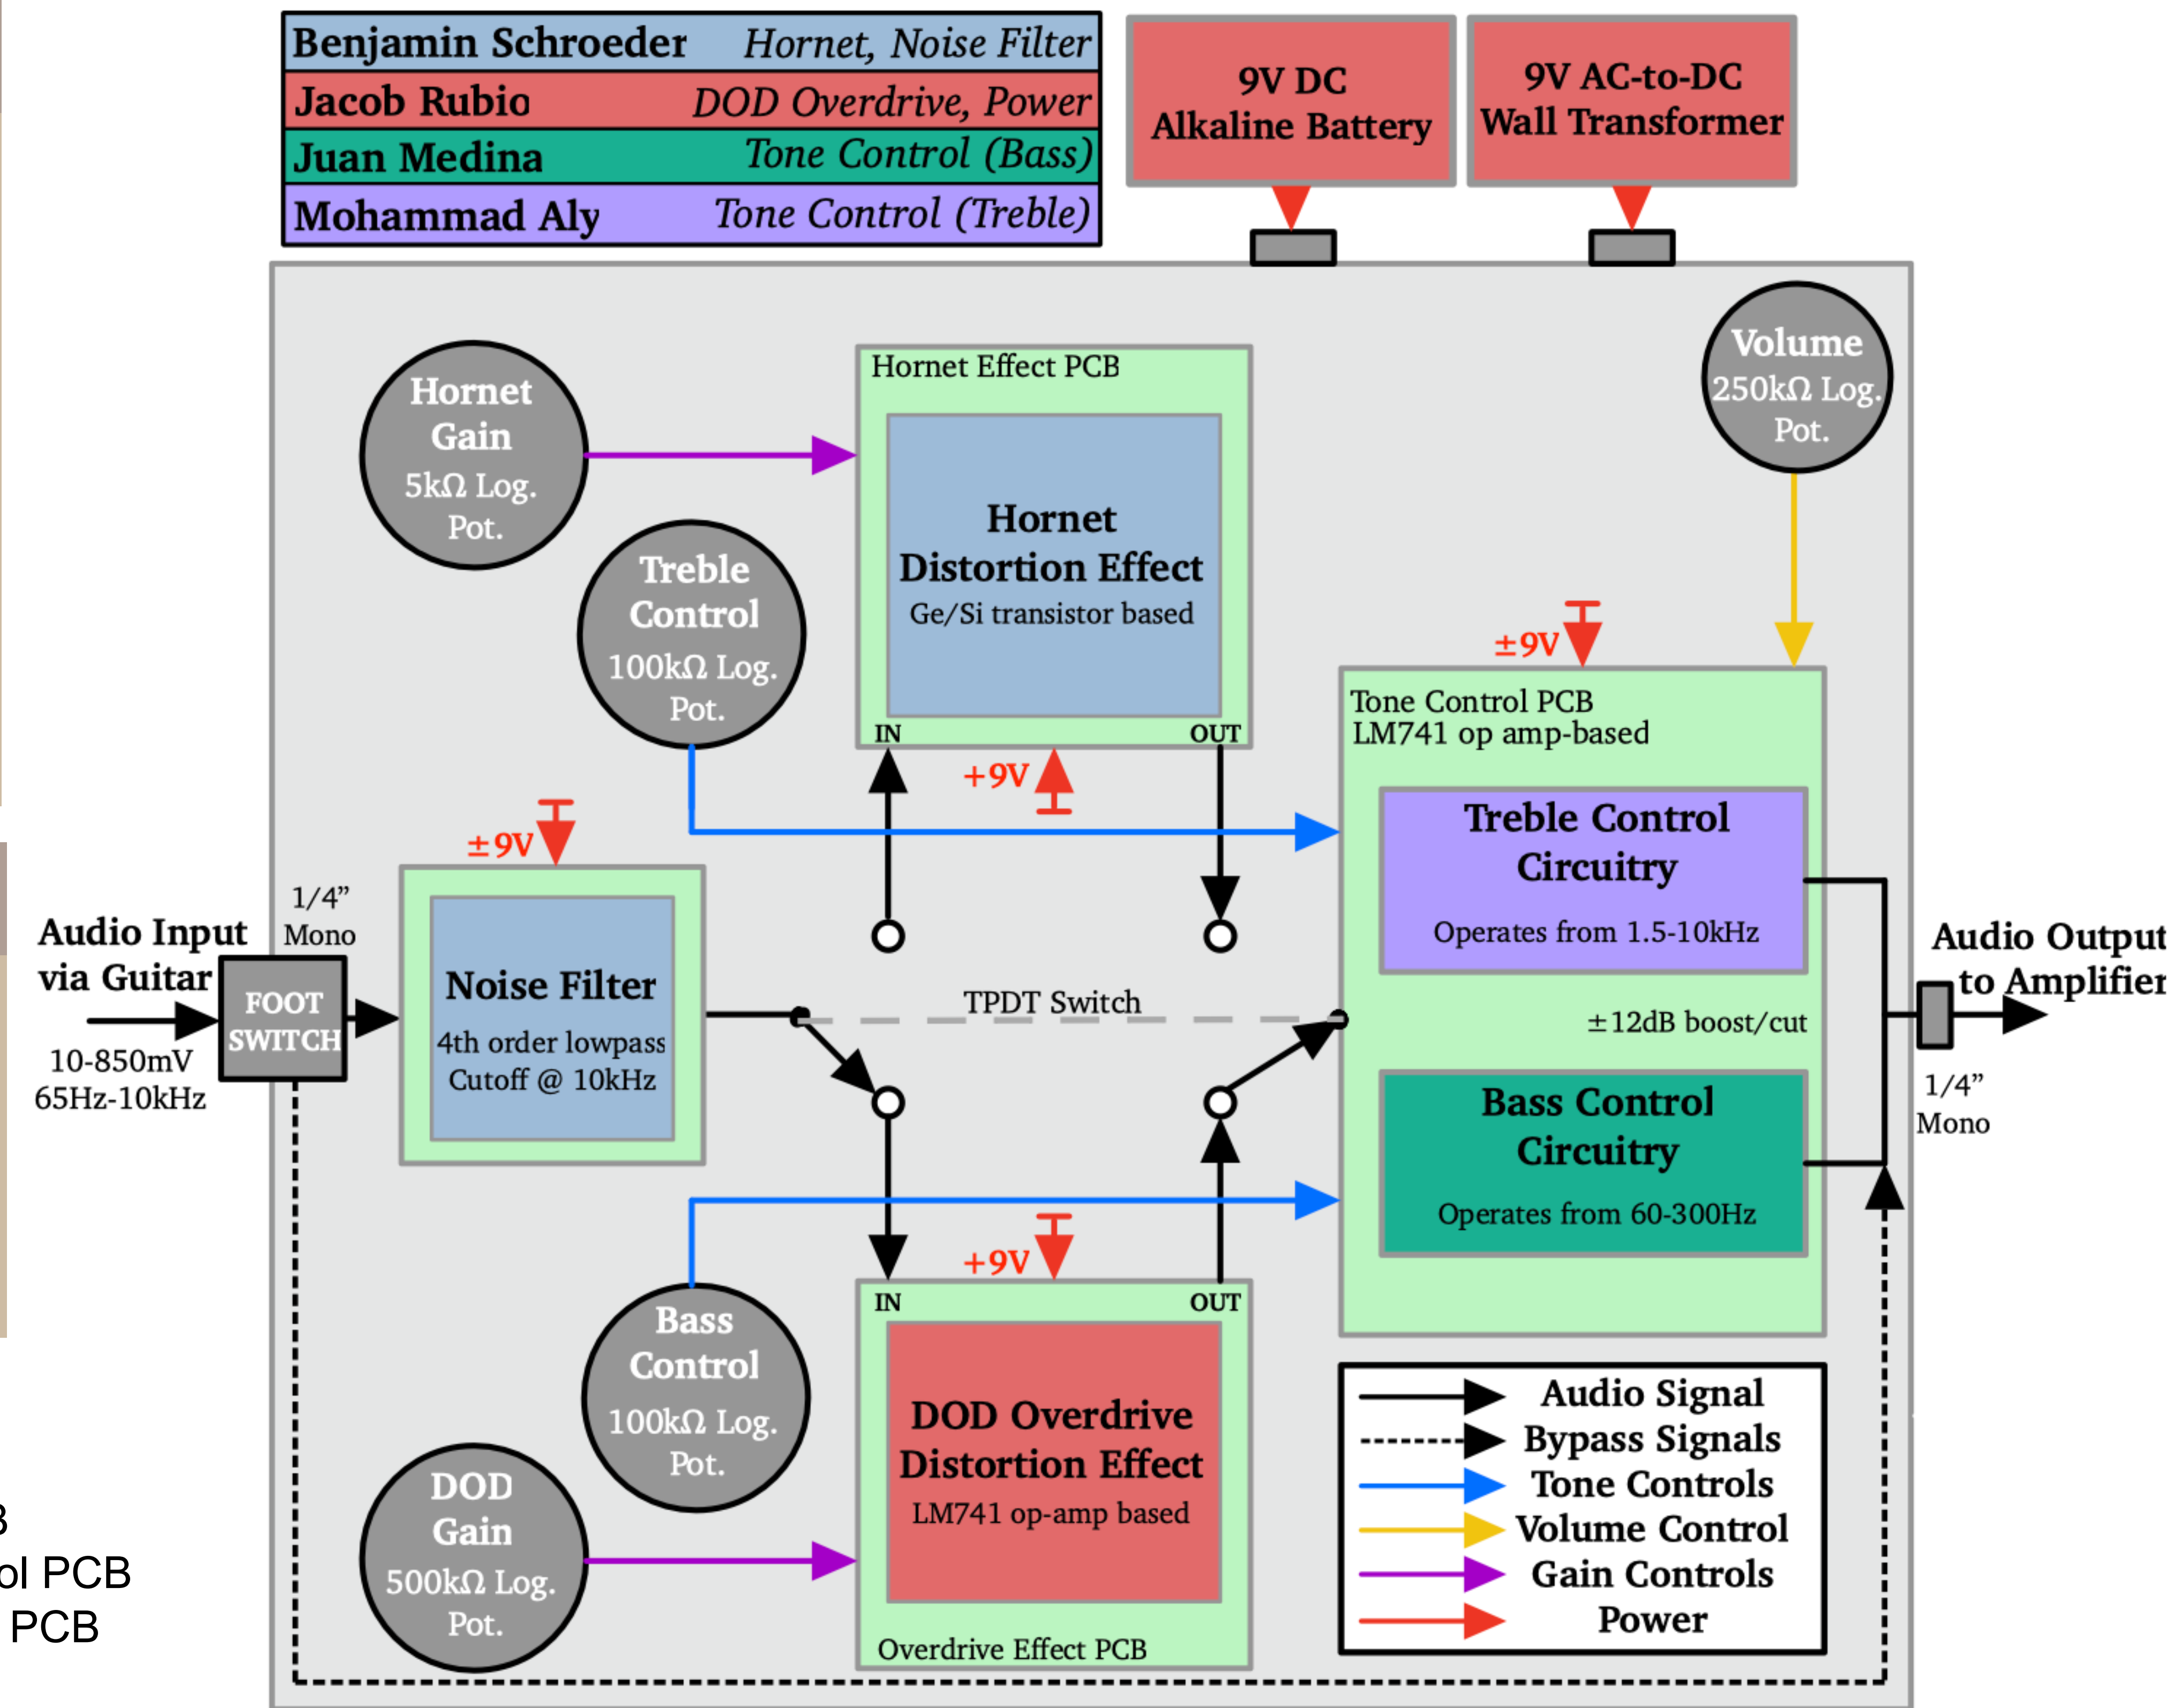 Benjamin Schroeder Hornet, Noise Filter
Jacob Rubio DOD Overdrive, Power
Juan Medina Tone Control (Bass)
Mohammad Aly Tone Control (Treble)
9V DC
Alkaline Battery
9V AC-to-DC
Wall Transformer
Hornet
Gain
5kΩ Log.
Pot.
Hornet Effect PCB
Hornet
Distortion Effect
Ge/Si transistor based
IN OUT
+9V
Volume
250kΩ Log.
Pot.
Treble
Control
100kΩ Log.
Pot.
±9V
Tone Control PCB
LM741 op amp-based
Treble Control
Circuitry
Operates from 1.5-10kHz
±12dB boost/cut
Bass Control
Circuitry
Operates from 60-300Hz
±9V
1/4”
Mono
Audio Input
via Guitar
10-850mV
65Hz-10kHz
FOOT
SWITCH
Noise Filter
4th order lowpass
Cutoff @ 10kHz
TPDT Switch
Audio Output
to Amplifier
1/4”
Mono
+9V
IN OUT
DOD Overdrive
Distortion Effect
LM741 op-amp based
Overdrive Effect PCB
Bass
Control
100kΩ Log.
Pot.
DOD
Gain
500kΩ Log.
Pot.
Audio Signal
Bypass Signals
Tone Controls
Volume Control
Gain Controls
Power
PCB
PCB